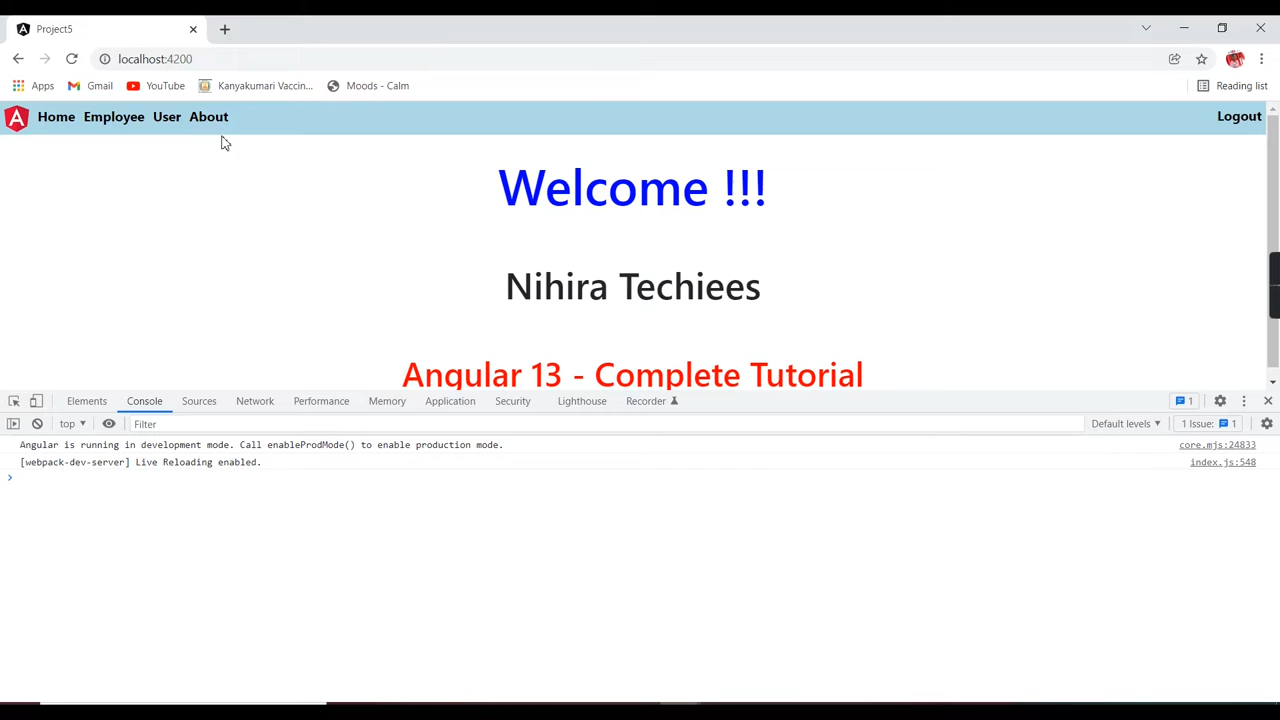 Project5
localhost:4200
Apps Gmail YouTube Kanyakumari Vaccin... Moods - Calm Reading list
Home Employee User About Logout
Welcome !!!
Nihira Techiees
Angular 13 - Complete Tutorial
Elements Console Sources Network Performance Memory Application Security Lighthouse Recorder 1
top Filter Default levels 1 Issue: 1
Angular is running in development mode. Call enableProdMode() to enable production mode. core.mjs:24833
[webpack-dev-server] Live Reloading enabled. index.js:548